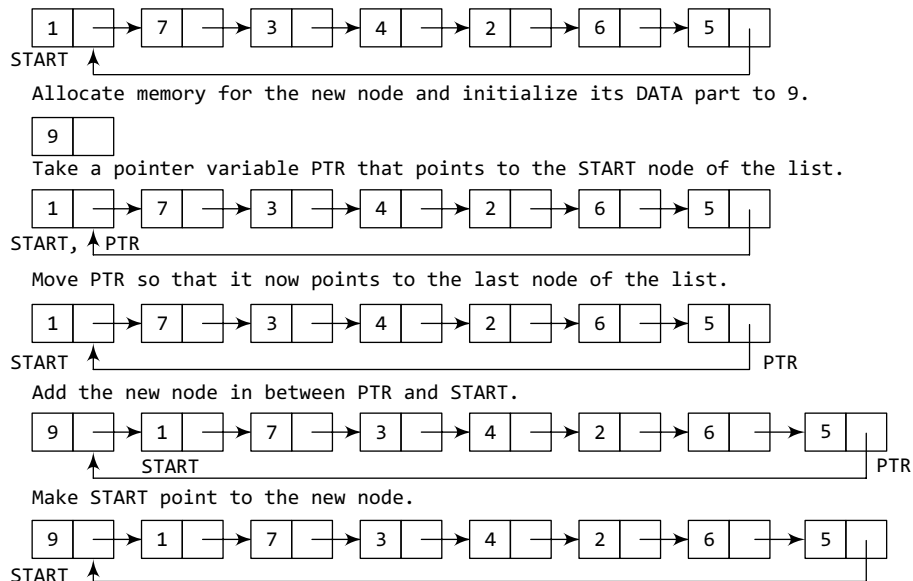 1 7 3 4 2 6 5
START
Allocate memory for the new node and initialize its DATA part to 9.
9
Take a pointer variable PTR that points to the START node of the list.
1 7 3 4 2 6 5
START, PTR
Move PTR so that it now points to the last node of the list.
1 7 3 4 2 6 5
START PTR
Add the new node in between PTR and START.
9 1 7 3 4 2 6 5
START PTR
Make START point to the new node.
9 1 7 3 4 2 6 5
START